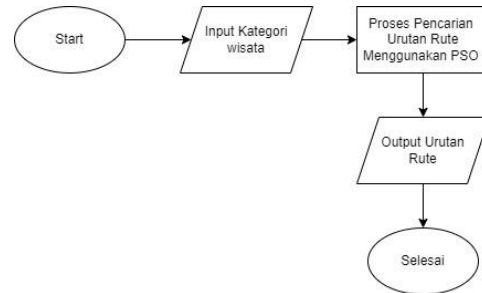 Start
Input Kategori
wisata
Proses Pencarian
Urutan Rute
Menggunakan PSO
Output Urutan
Rute
Selesai